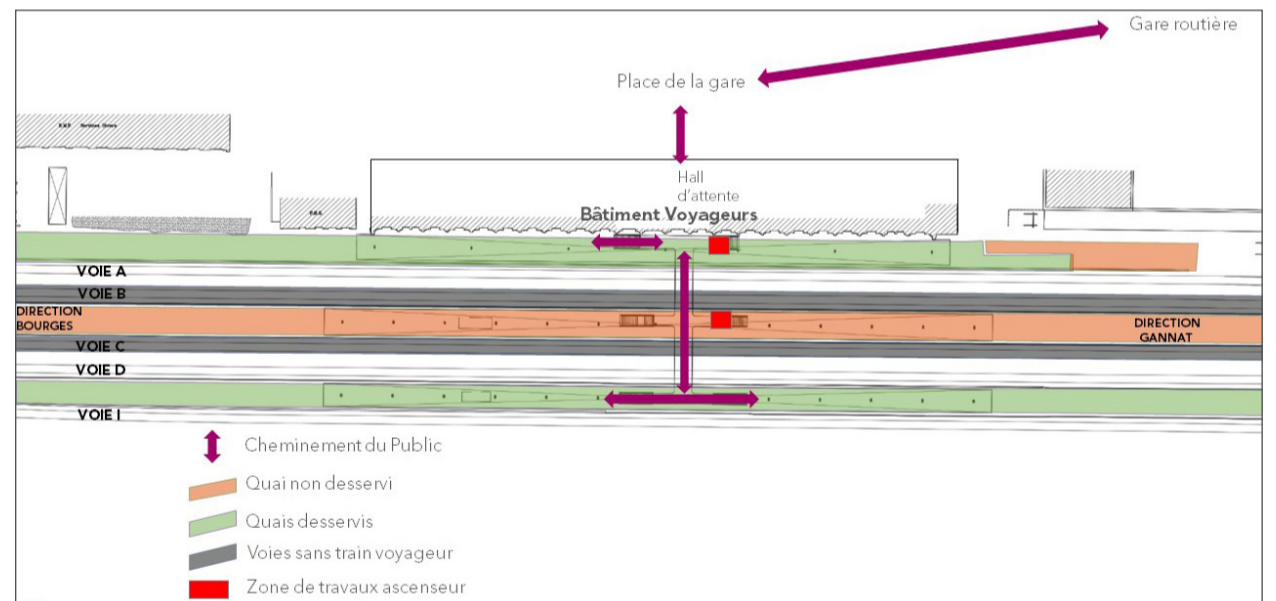 Gare routière
Place de la gare
Hall
d'attente
Bâtiment Voyageurs
VOIE A
VOIE B
DIRECTION
BOURGES
DIRECTION
GANNAT
VOIE C
VOIE D
VOIE I
Cheminement du Public
Quai non desservi
Quais desservis
Voies sans train voyageur
Zone de travaux ascenseur